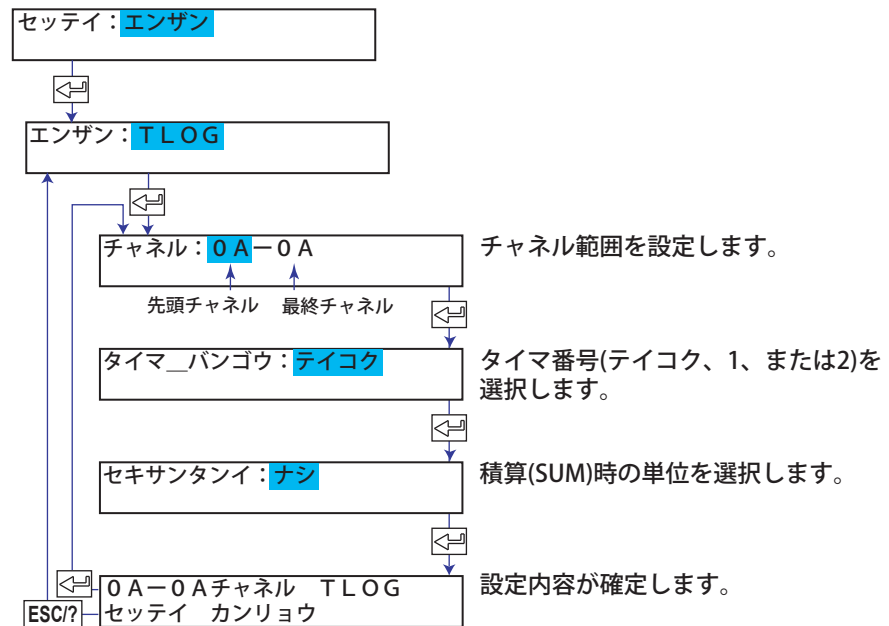 セッテイ：エンザン
エンザン：ＴＬＯＧ
チャネル：０Ａ－０Ａ
チャネル範囲を設定します。
先頭チャネル 最終チャネル
タイマ＿バンゴウ：テイコク
タイマ番号(テイコク、1、または2)を
選択します。
セキサンタンイ：ナシ
積算(SUM)時の単位を選択します。
０Ａ－０Ａチャネル　ＴＬＯＧ
設定内容が確定します。
ESC/?
セッテイ　カンリョウ